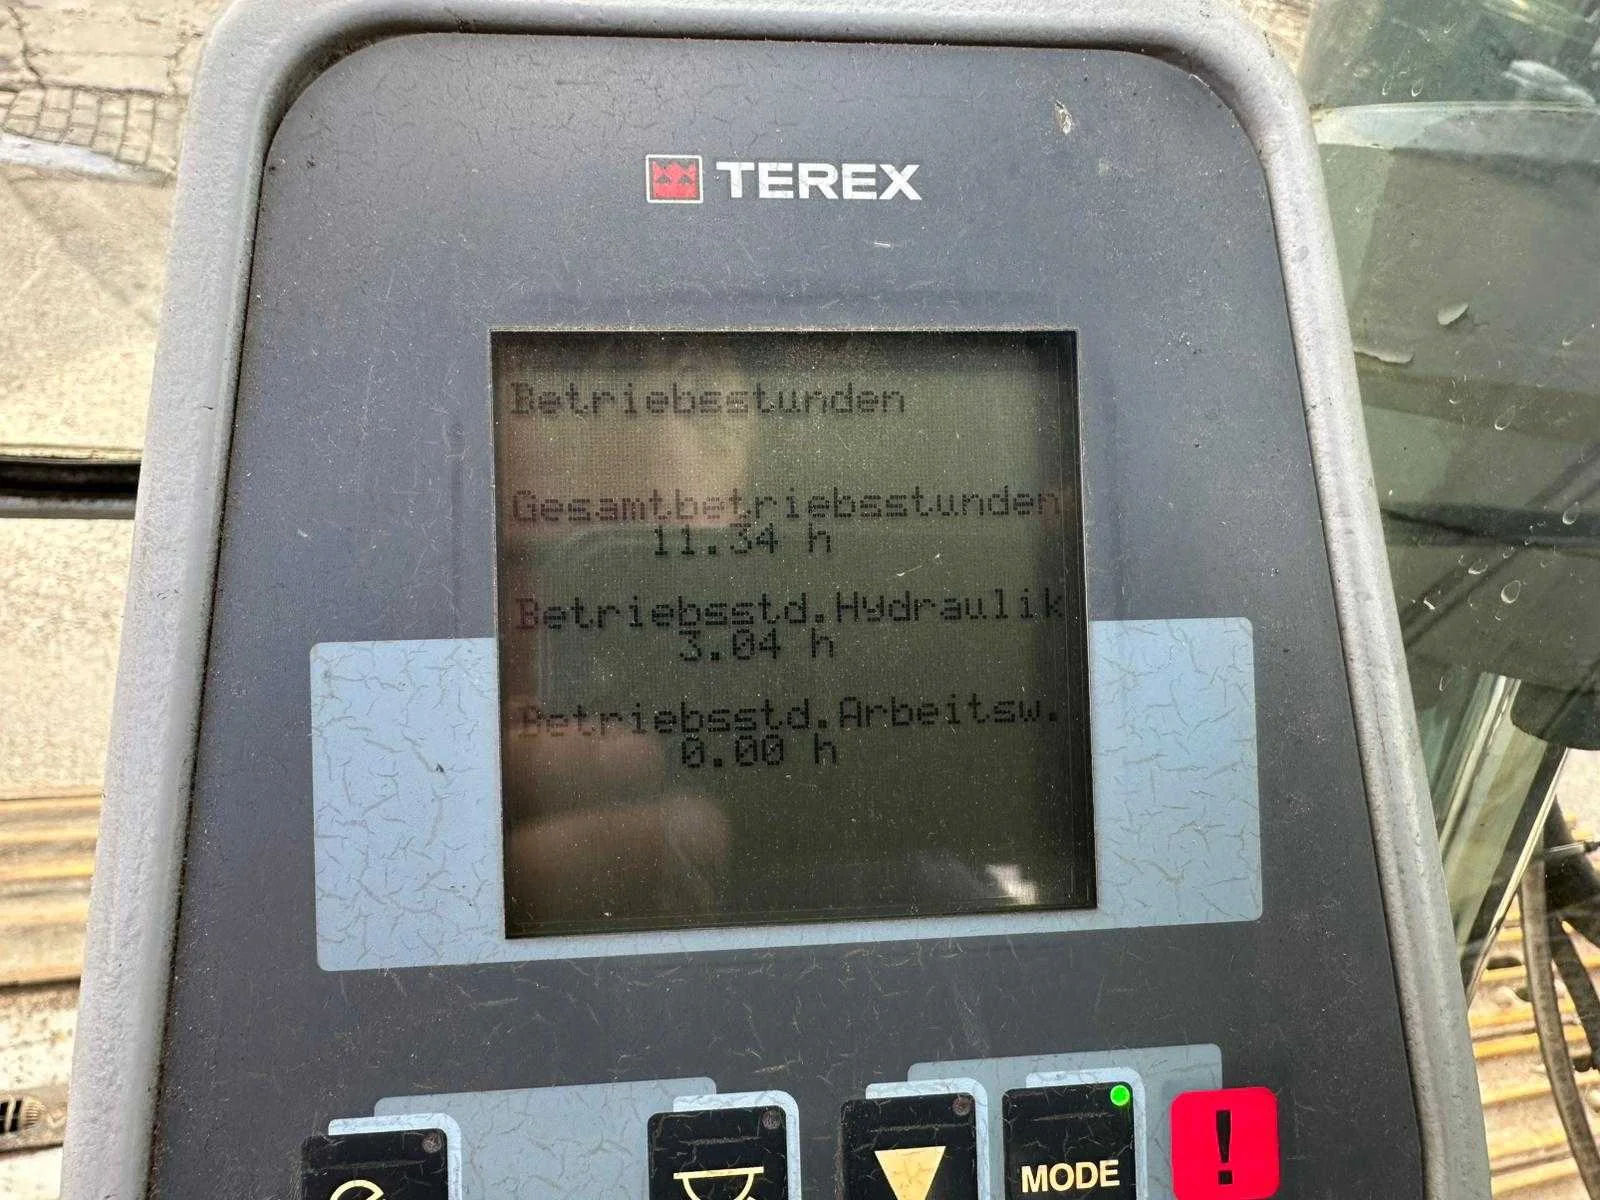 TEREX
Betriebsstunden
Gesamtbetriebsstunden
11.34 h
Betriebsstd.Hydraulik
3.04 h
Betriebsstd.Arbeitsw.
0.00 h
MODE
!